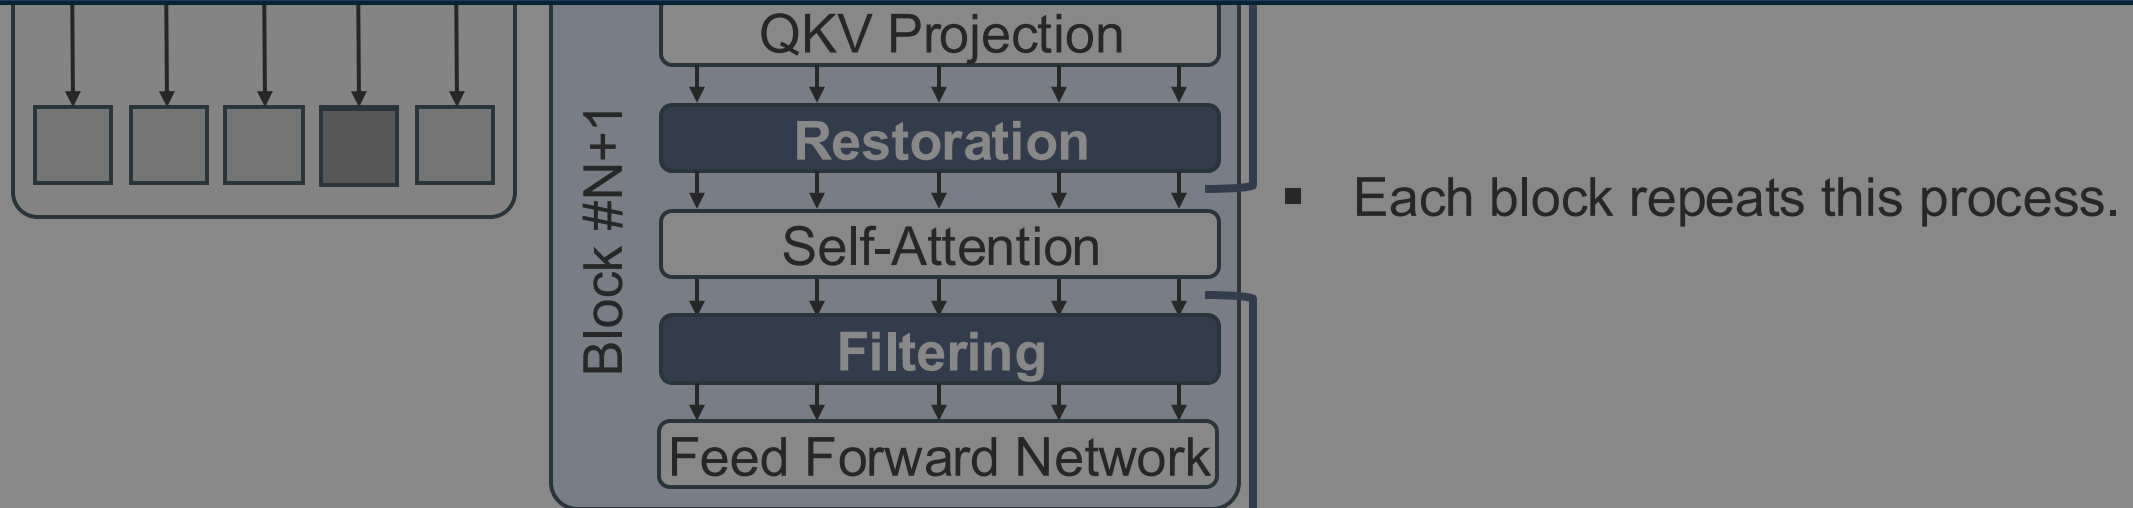 QKV Projection
Restoration
Self-Attention
Filtering
Feed Forward Network
Block #N+1
▪ Each block repeats this process.